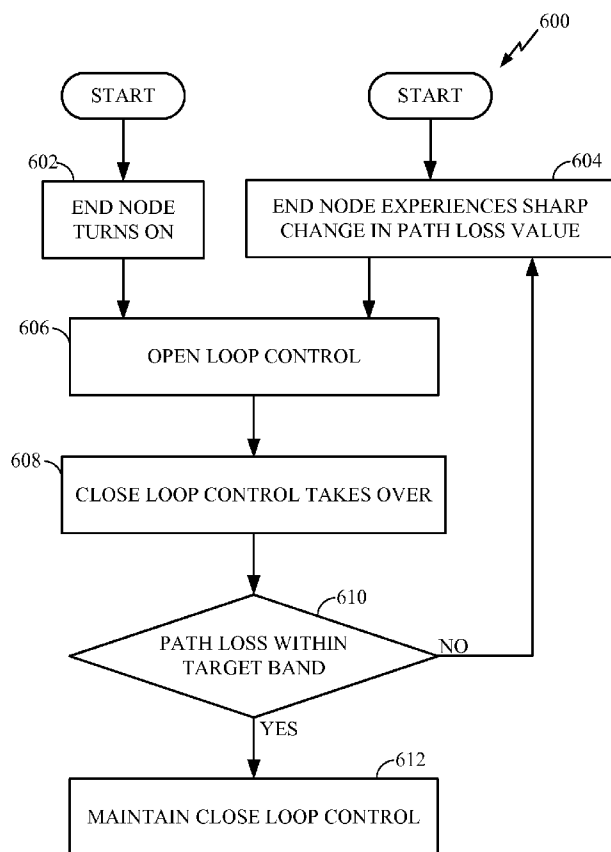 600
START
START
602
604
END NODE
TURNS ON
END NODE EXPERIENCES SHARP
CHANGE IN PATH LOSS VALUE
606
OPEN LOOP CONTROL
608
CLOSE LOOP CONTROL TAKES OVER
610
PATH LOSS WITHIN
TARGET BAND
NO
YES
612
MAINTAIN CLOSE LOOP CONTROL